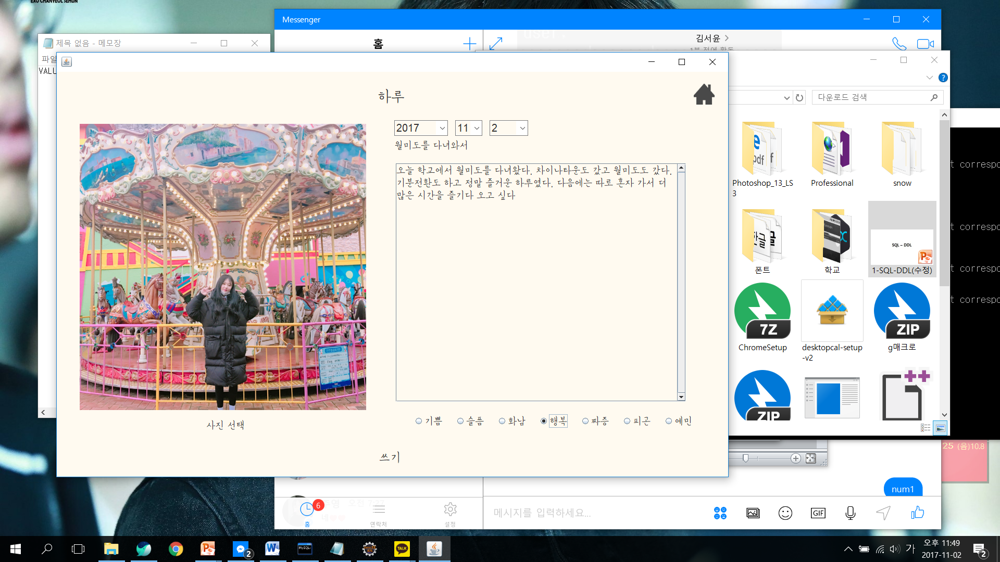 EXO CHANYEOL SEHUN
Messenger
제목 없음 - 메모장
홈
김서윤
파일
VALU
하루
다운로드 검색
2017 11 2
월미도를 다녀와서
오늘 학교에서 월미도를 다녀왔다. 차이나타운도 갔고 월미도도 갔다.
기분전환도 하고 정말 즐거운 하루였다. 다음에는 따로 혼자 가서 더
많은 시간을 즐기다 오고 싶다
사진 선택
기쁨 슬픔 화남 행복 짜증 피곤 예민
쓰기
Photoshop_13_LS
3
Professional
snow
폰트
학교
SQL – DDL
1-SQL-DDL(수정)
7Z
ChromeSetup
desktopcal-setup
-v2
ZIP
g매크로
ZIP
t correspo
t correspo
t correspo
t correspo
25 (음)10.8
num1
오전 7:27
6
홈
연락처
설정
메시지를 입력하세요...
GIF
MySQL
TALK
2
가
오후 11:49
2017-11-02
2